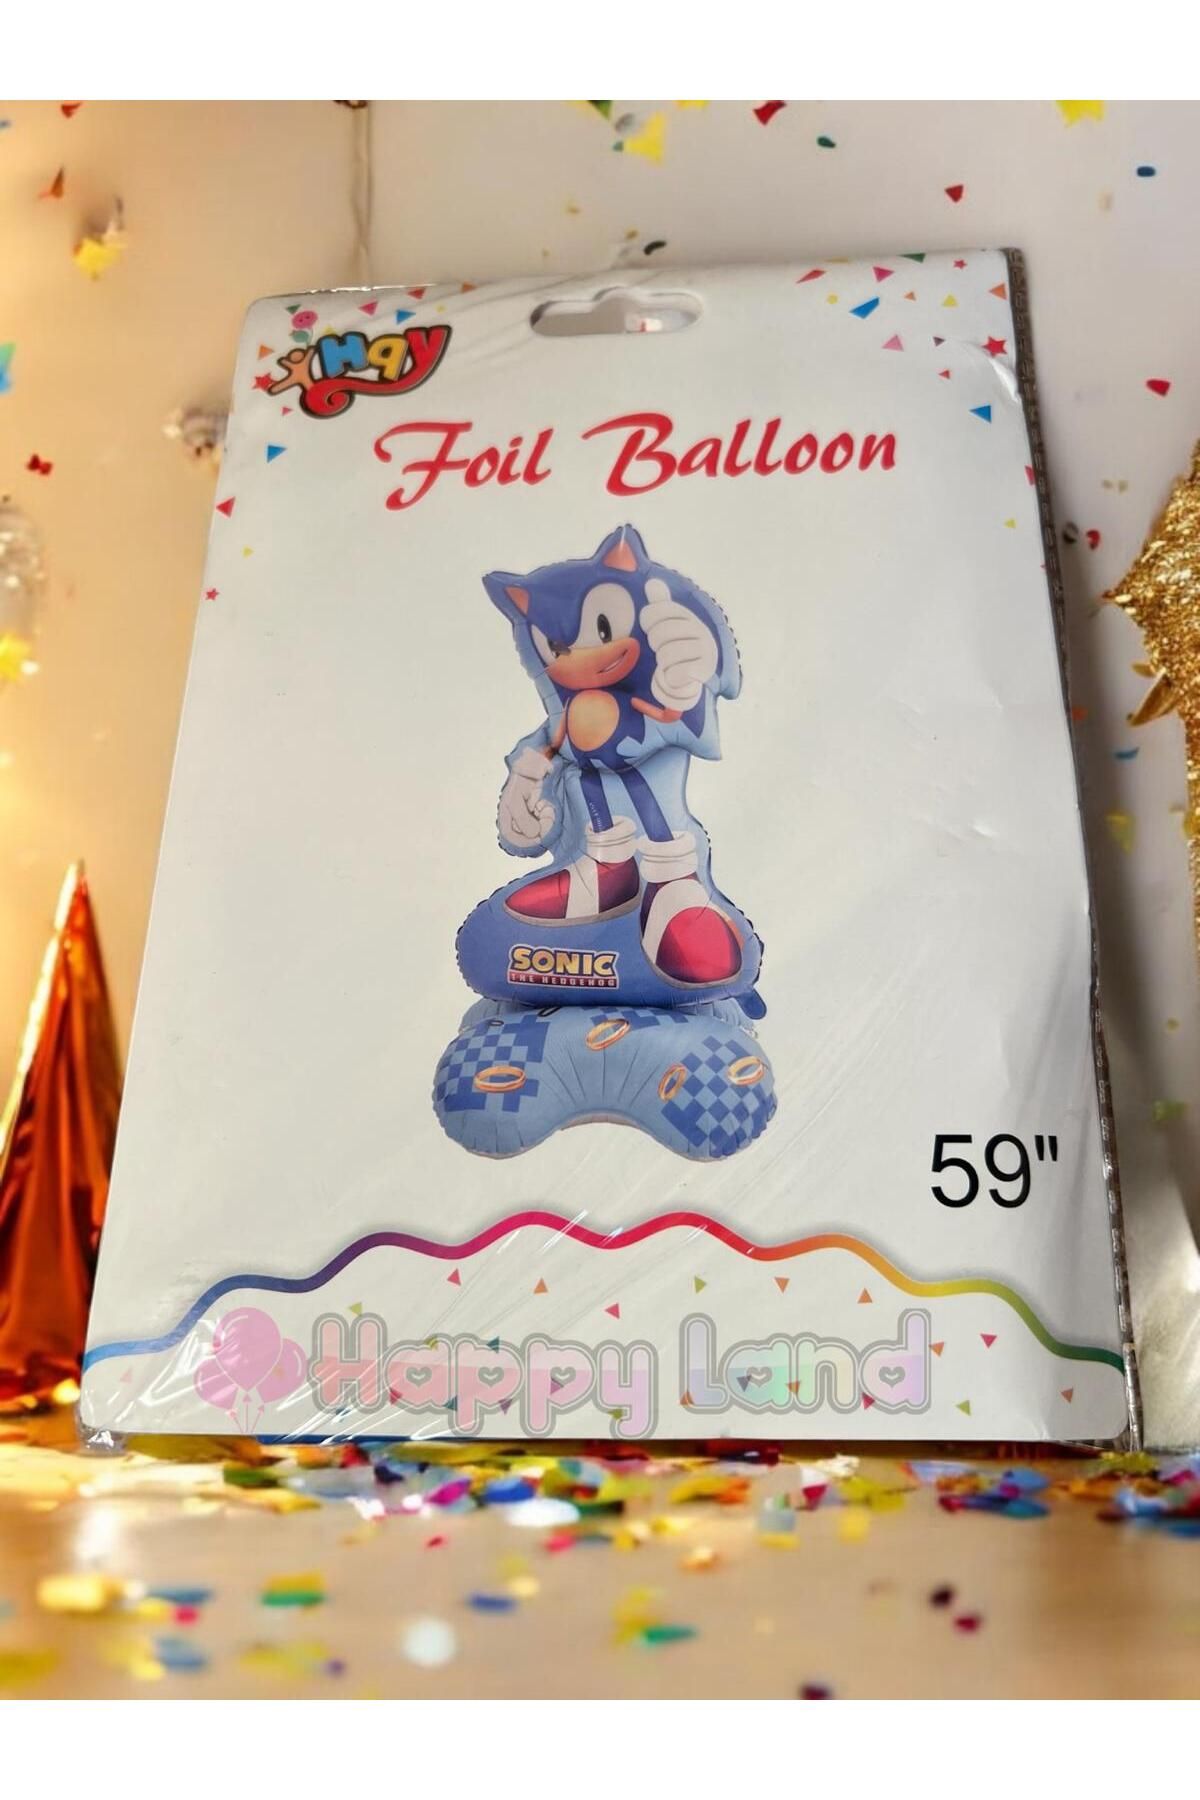 Hqy
Foil Balloon
SONIC
THE HEDGEHOG
59"
Happy Land